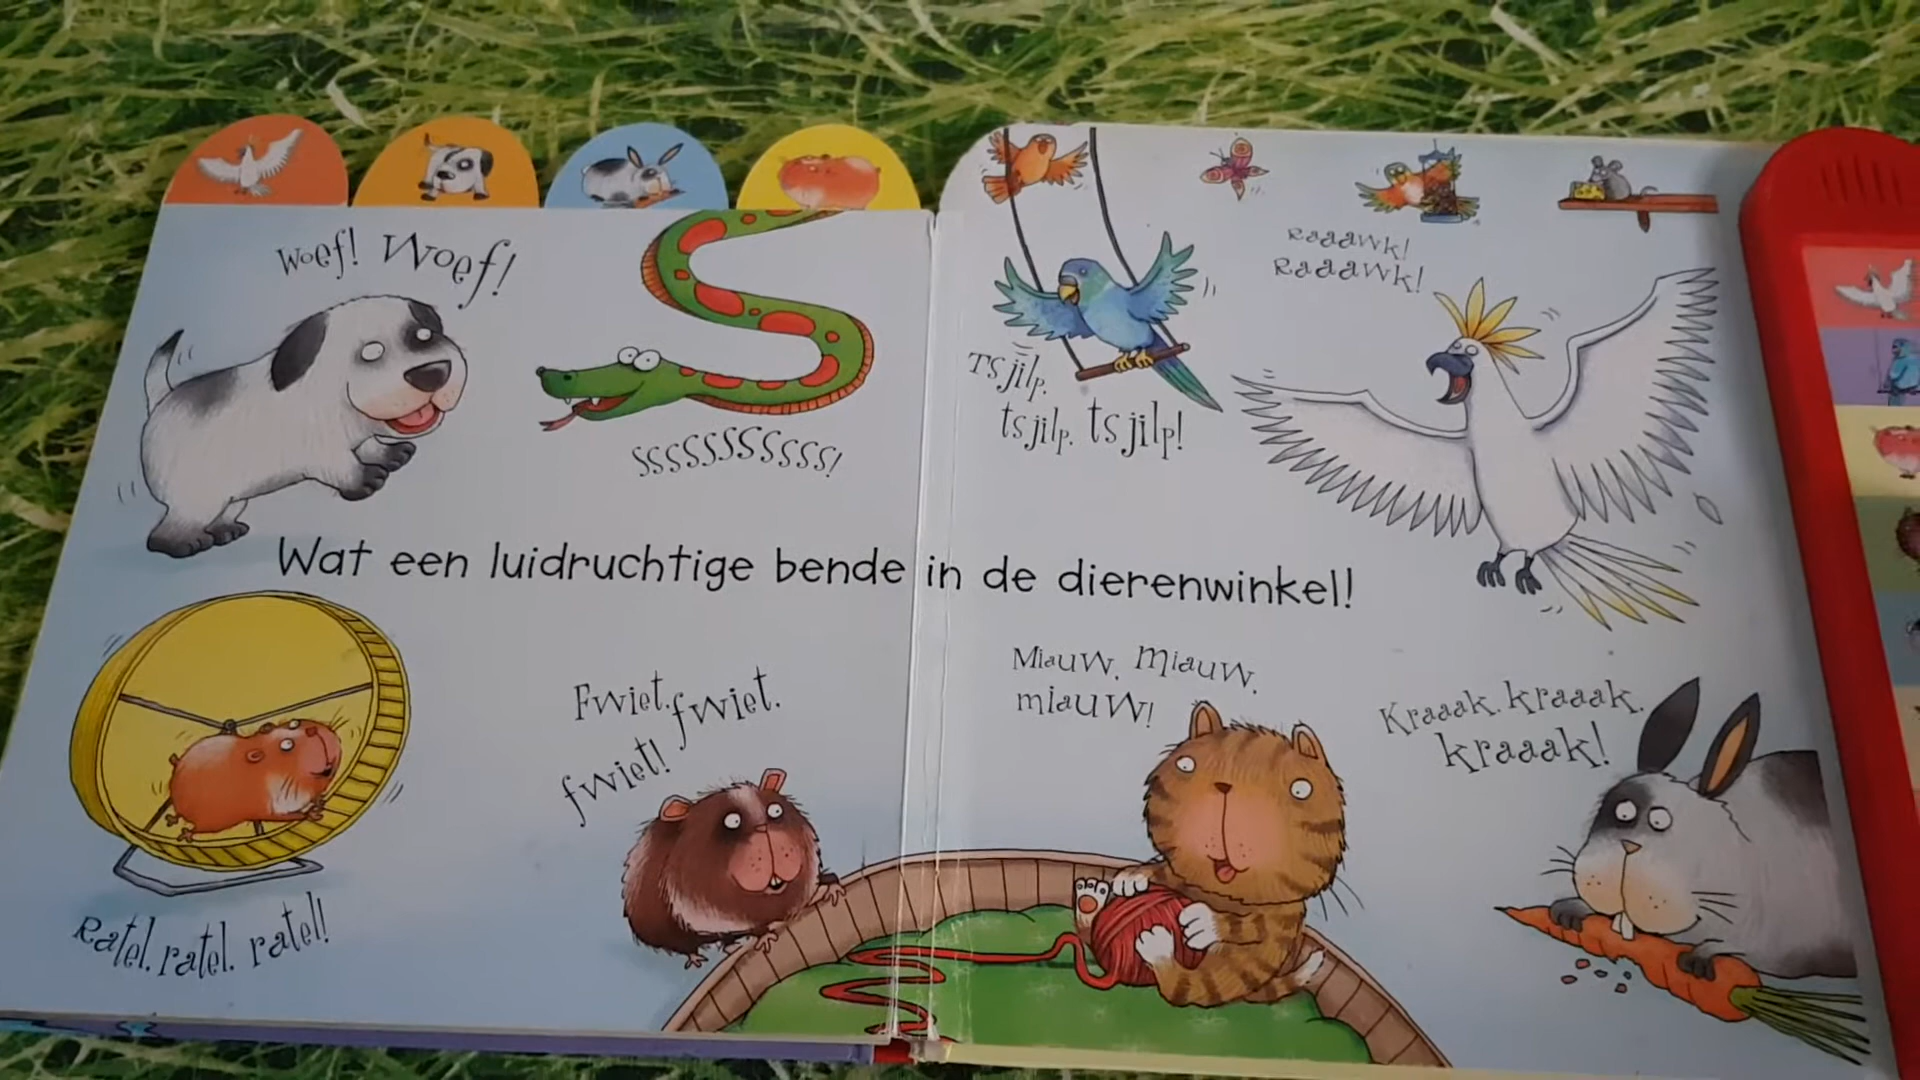 Woef! Woef!
SSSSSSSSSSS!
Tsjilp,
tsjilp, tsjilp!
Raaawk!
Raaawk!
Wat een luidruchtige bende in de dierenwinkel!
Ratel, ratel, ratel!
Fwiet, fwiet,
fwiet!
Miauw, miauw,
miauw!
Kraaak, kraaak,
kraaak!